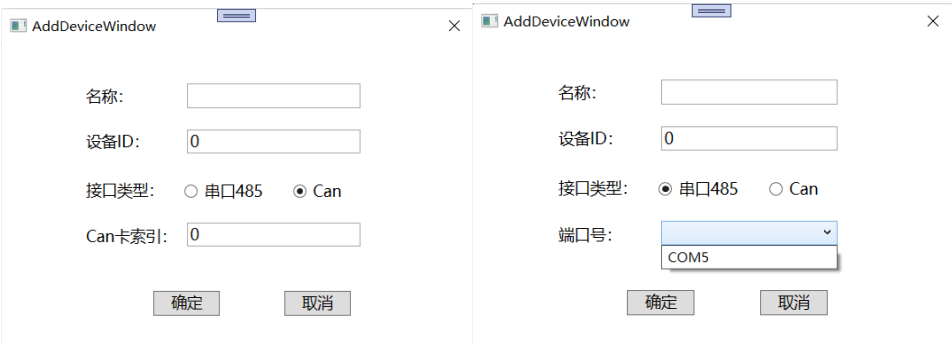 AddDeviceWindow
名称：
设备ID： 0
接口类型： 串口485 Can
Can卡索引： 0
确定 取消
AddDeviceWindow
名称：
设备ID： 0
接口类型： 串口485 Can
端口号：
COM5
确定 取消